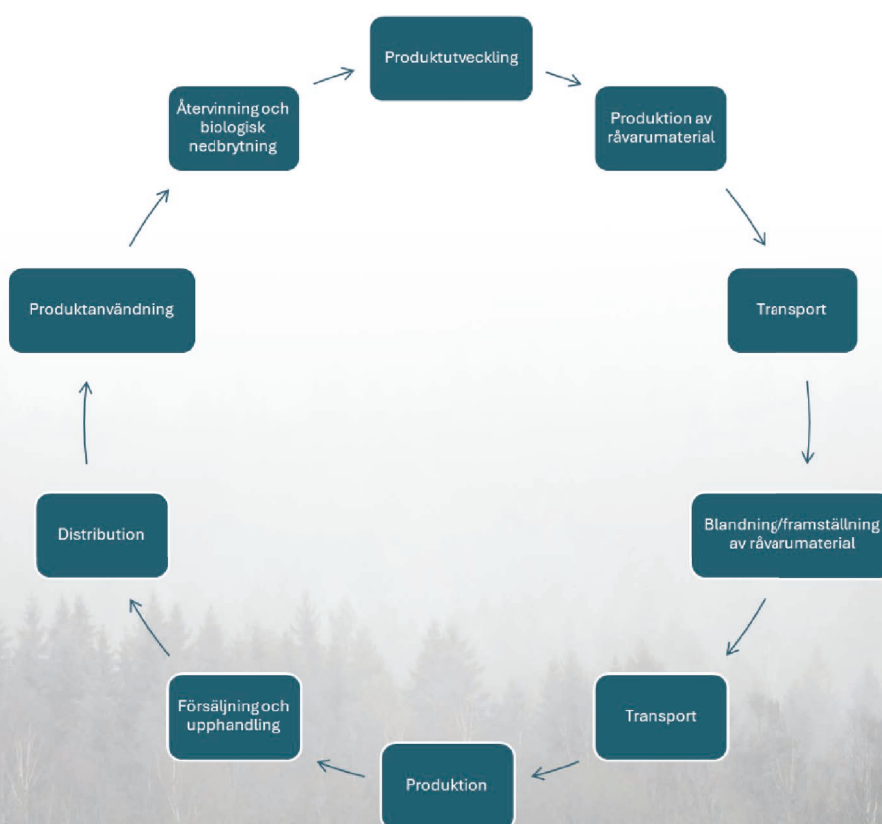 Produktutveckling
Produktion av
råvarumaterial
Transport
Blandning/framställning
av råvarumaterial
Transport
Produktion
Försäljning och
upphandling
Distribution
Produktanvändning
Återvinning och
biologisk
nedbrytning